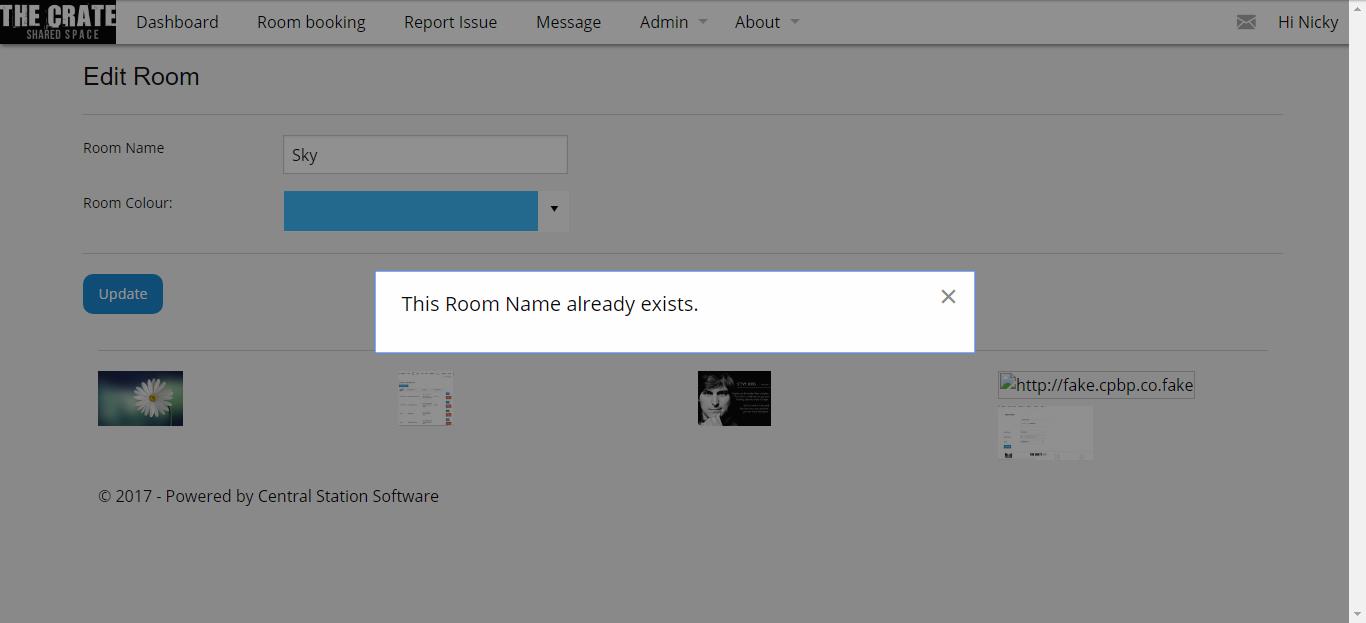 THE CRATE
SHARED SPACE
Dashboard
Room booking
Report Issue
Message
Admin
About
Hi Nicky
Edit Room
Room Name
Sky
Room Colour:
Update
This Room Name already exists.
http://fake.cpbp.co.fake
© 2017 - Powered by Central Station Software